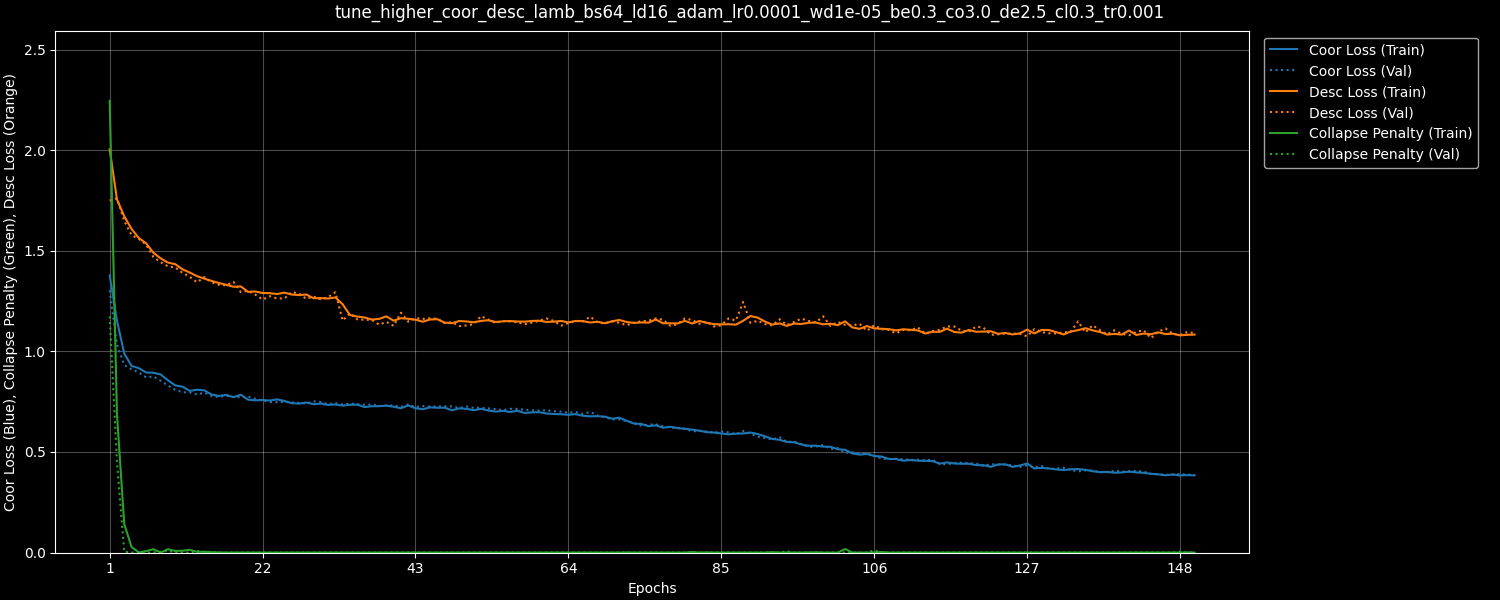 tune_higher_coor_desc_lamb_bs64_ld16_adam_lr0.0001_wd1e-05_be0.3_co3.0_de2.5_cl0.3_tr0.001
Coor Loss (Blue), Collapse Penalty (Green), Desc Loss (Orange)
2.5
2.0
1.5
1.0
0.5
0.0
1
22
43
64
85
106
127
148
Epochs
Coor Loss (Train)
Coor Loss (Val)
Desc Loss (Train)
Desc Loss (Val)
Collapse Penalty (Train)
Collapse Penalty (Val)